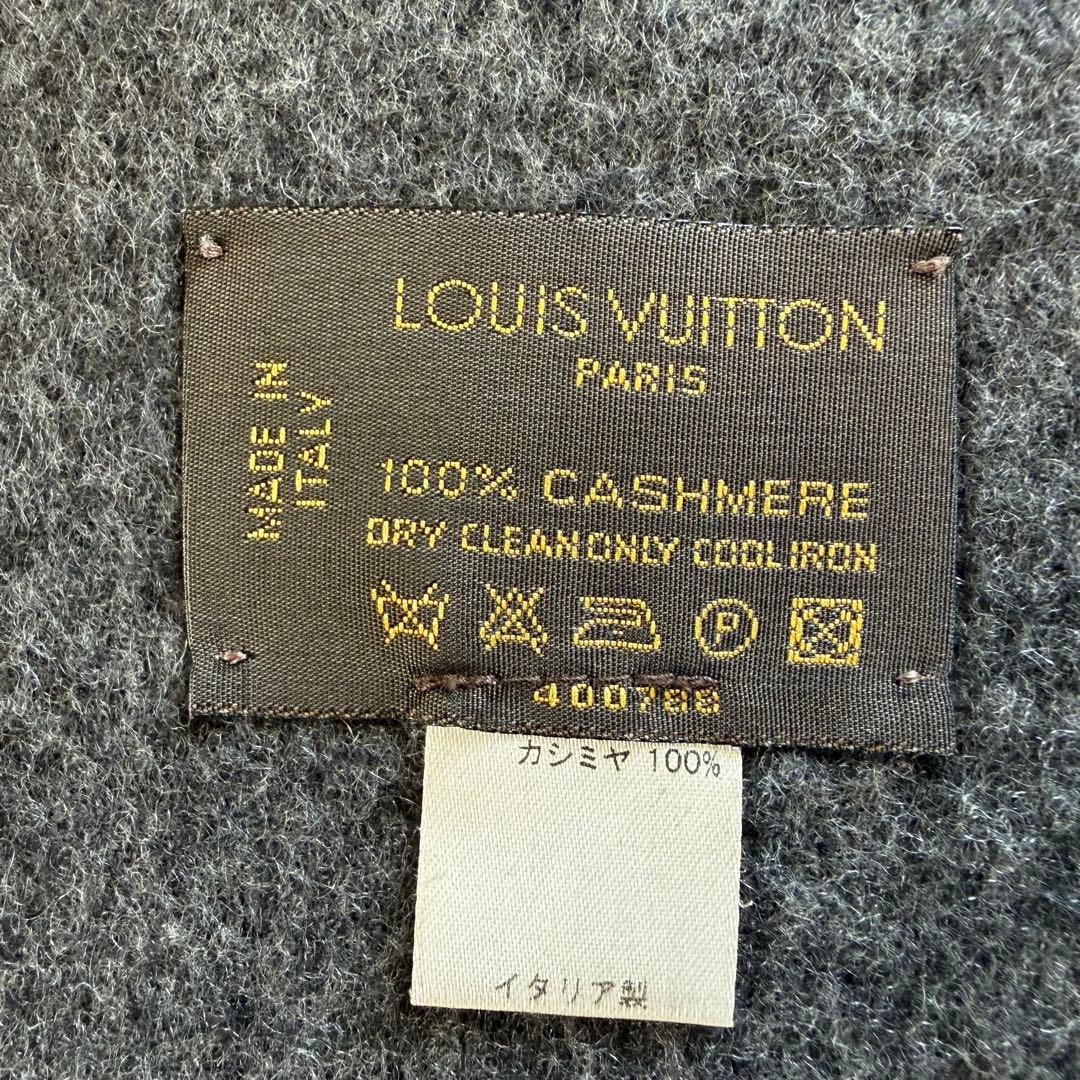 LOUIS VUITTON
PARIS
MADE IN
ITALY
100% CASHMERE
DRY CLEAN ONLY COOL IRON
P
400788
カシミヤ 100%
イタリア製